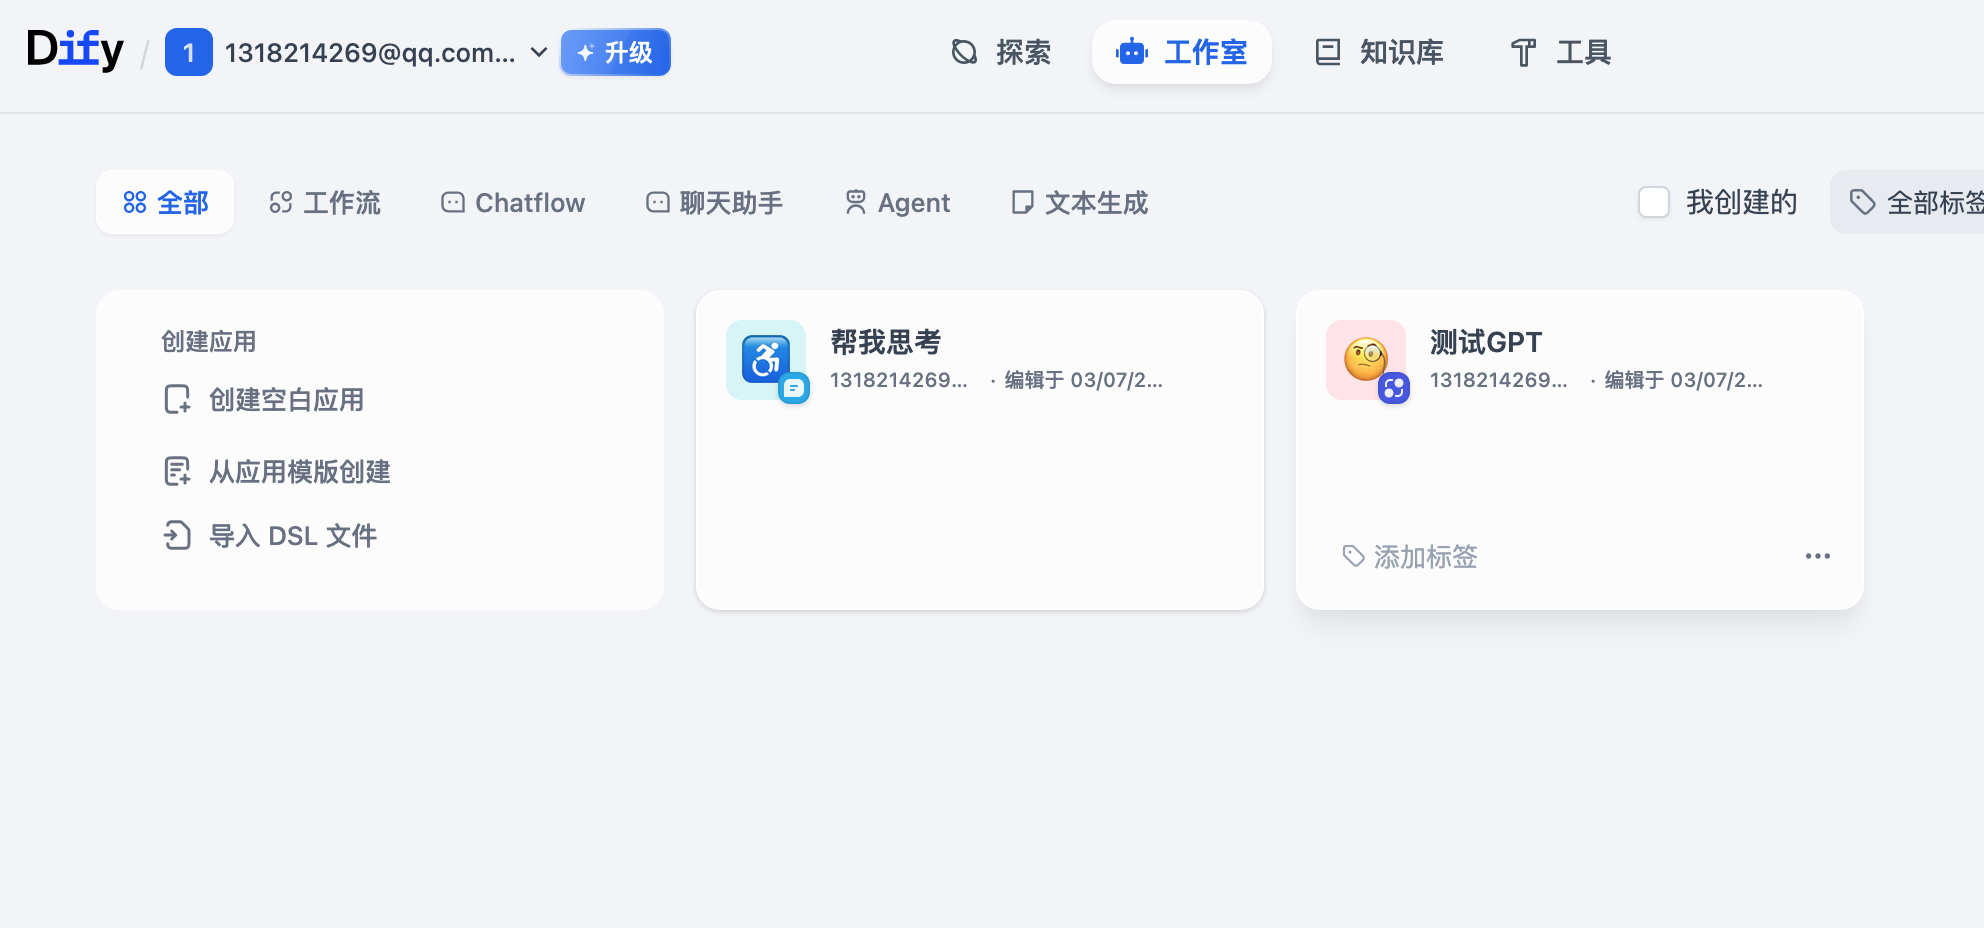 Dify / 1 1318214269@qq.com... 升级 探索 工作室 知识库 工具
全部 工作流 Chatflow 聊天助手 Agent 文本生成 我创建的 全部标签
创建应用
创建空白应用
从应用模版创建
导入 DSL 文件
帮我思考
1318214269... · 编辑于 03/07/2...
测试GPT
1318214269... · 编辑于 03/07/2...
添加标签